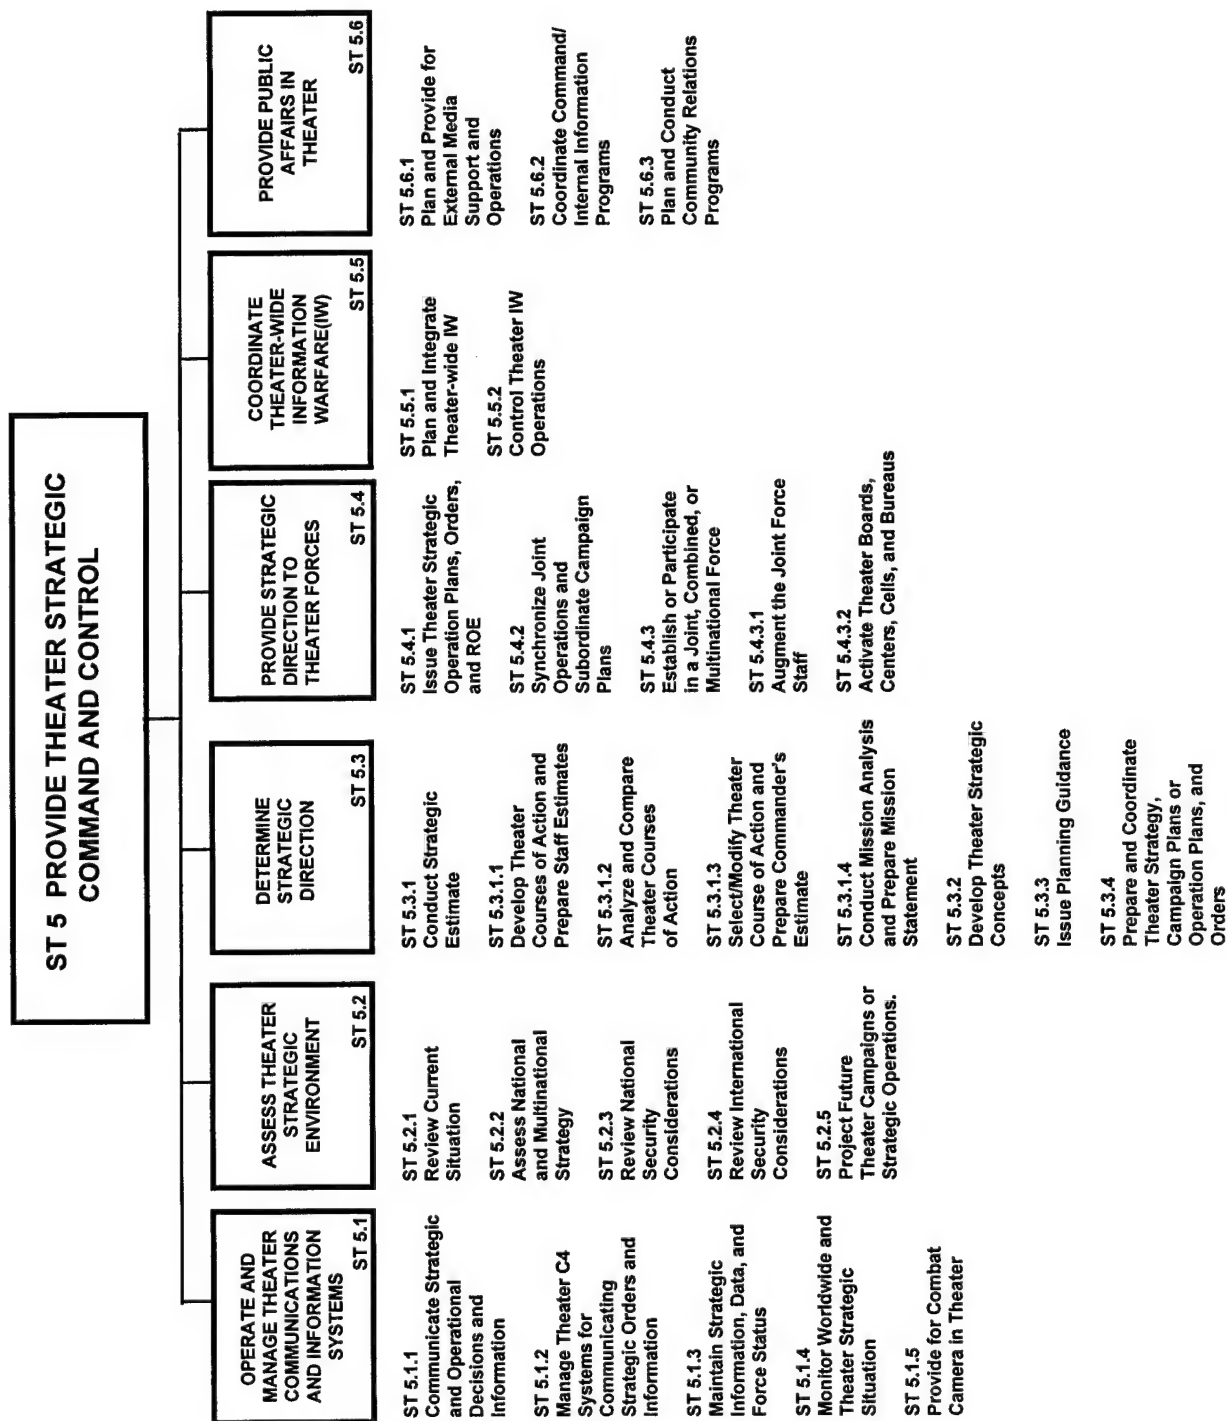 ST 5 PROVIDE THEATER STRATEGIC
COMMAND AND CONTROL
OPERATE AND
MANAGE THEATER
COMMUNICATIONS
AND INFORMATION
SYSTEMS
ST 5.1
ST 5.1.1
Communicate Strategic
and Operational
Decisions and
Information
ST 5.1.2
Manage Theater C4
Systems for
Communicating
Strategic Orders and
Information
ST 5.1.3
Maintain Strategic
Information, Data, and
Force Status
ST 5.1.4
Monitor Worldwide and
Theater Strategic
Situation
ST 5.1.5
Provide for Combat
Camera in Theater
ASSESS THEATER
STRATEGIC
ENVIRONMENT
ST 5.2
ST 5.2.1
Review Current
Situation
ST 5.2.2
Assess National
and Multinational
Strategy
ST 5.2.3
Review National
Security
Considerations
ST 5.2.4
Review International
Security
Considerations
ST 5.2.5
Project Future
Theater Campaigns or
Strategic Operations.
DETERMINE
STRATEGIC
DIRECTION
ST 5.3
ST 5.3.1
Conduct Strategic
Estimate
ST 5.3.1.1
Develop Theater
Courses of Action and
Prepare Staff Estimates
ST 5.3.1.2
Analyze and Compare
Theater Courses
of Action
ST 5.3.1.3
Select/Modify Theater
Course of Action and
Prepare Commander's
Estimate
ST 5.3.1.4
Conduct Mission Analysis
and Prepare Mission
Statement
ST 5.3.2
Develop Theater Strategic
Concepts
ST 5.3.3
Issue Planning Guidance
ST 5.3.4
Prepare and Coordinate
Theater Strategy,
Campaign Plans or
Operation Plans, and
Orders
PROVIDE STRATEGIC
DIRECTION TO
THEATER FORCES
ST 5.4
ST 5.4.1
Issue Theater Strategic
Operation Plans, Orders,
and ROE
ST 5.4.2
Synchronize Joint
Operations and
Subordinate Campaign
Plans
ST 5.4.3
Establish or Participate
in a Joint, Combined, or
Multinational Force
ST 5.4.3.1
Augment the Joint Force
Staff
ST 5.4.3.2
Activate Theater Boards,
Centers, Cells, and Bureaus
COORDINATE
THEATER-WIDE
INFORMATION
WARFARE(IW)
ST 5.5
ST 5.5.1
Plan and Integrate
Theater-wide IW
ST 5.5.2
Control Theater IW
Operations
PROVIDE PUBLIC
AFFAIRS IN
THEATER
ST 5.6
ST 5.6.1
Plan and Provide for
External Media
Support and
Operations
ST 5.6.2
Coordinate Command/
Internal Information
Programs
ST 5.6.3
Plan and Conduct
Community Relations
Programs